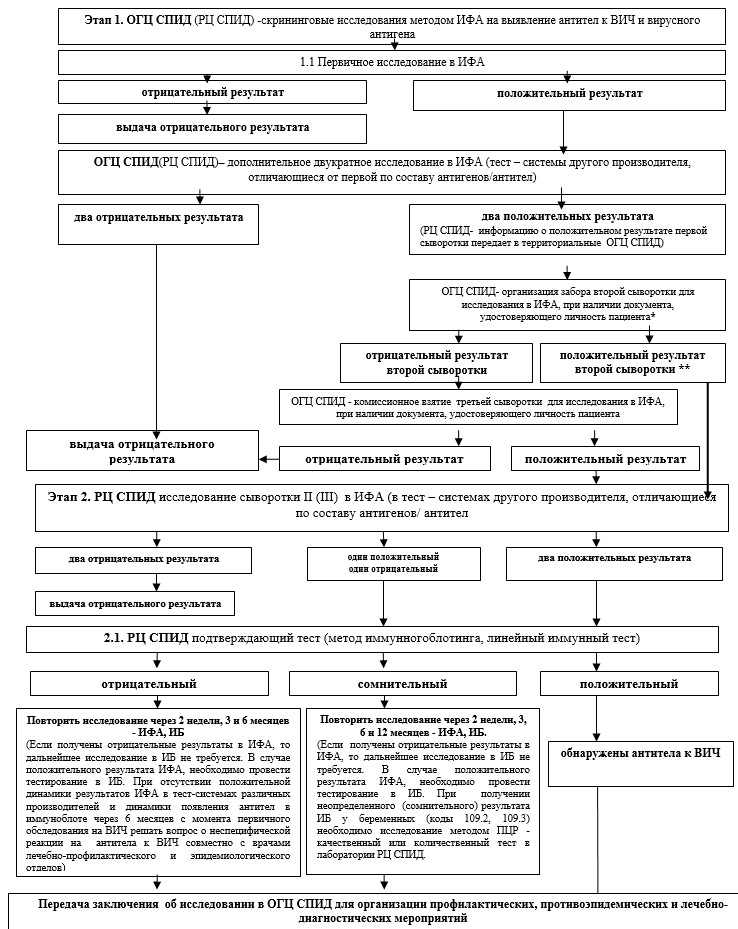 Этап 1. ОГЦ СПИД (РЦ СПИД) -скрининговые исследования методом ИФА на выявление антител к ВИЧ и вирусного
антигена
1.1 Первичное исследование в ИФА
отрицательный результат
положительный результат
выдача отрицательного результата
ОГЦ СПИД(РЦ СПИД)– дополнительное двукратное исследование в ИФА (тест – системы другого производителя,
отличающиеся от первой по составу антигенов/антител)
два отрицательных результата
два положительных результата
(РЦ СПИД- информацию о положительном результате первой
сыворотки передает в территориальные ОГЦ СПИД)
ОГЦ СПИД- организация забора второй сыворотки для
исследования в ИФА, при наличии документа,
удостоверяющего личность пациента*
отрицательный результат
второй сыворотки
положительный результат
второй сыворотки **
ОГЦ СПИД - комиссионное взятие третьей сыворотки для исследования в ИФА,
при наличии документа, удостоверяющего личность пациента
выдача отрицательного
результата
отрицательный результат
положительный результат
Этап 2. РЦ СПИД исследование сыворотки II (III) в ИФА (в тест – системах другого производителя, отличающиеся
по составу антигенов/ антител
два отрицательных результата
один положительный
один отрицательный
два положительных результата
выдача отрицательного результата
2.1. РЦ СПИД подтверждающий тест (метод иммунногоблотинга, линейный иммунный тест)
отрицательный
сомнительный
положительный
Повторить исследование через 2 недели, 3 и 6 месяцев
- ИФА, ИБ
(Если получены отрицательные результаты в ИФА, то
дальнейшее исследование в ИБ не требуется. В случае
положительного результата ИФА, необходимо провести
тестирование в ИБ. При отсутствии положительной
динамики результатов ИФА в тест-системах различных
производителей и динамики появления антител в
иммуноблоте через 6 месяцев с момента первичного
обследования на ВИЧ решать вопрос о неспецифической
реакции на антитела к ВИЧ совместно с врачами
лечебно-профилактического и эпидемиологического
отделов)
Повторить исследование через 2 недели, 3,
6 и 12 месяцев - ИФА, ИБ.
(Если получены отрицательные результаты в
ИФА, то дальнейшее исследование в ИБ не
требуется. В случае положительного
результата ИФА, необходимо провести
тестирование в ИБ. При получении
неопределенного (сомнительного) результата
ИБ у беременных (коды 109.2, 109.3)
необходимо исследование методом ПЦР -
качественный или количественный тест в
лаборатории РЦ СПИД.
обнаружены антитела к ВИЧ
Передача заключения об исследовании в ОГЦ СПИД для организации профилактических, противоэпидемических и лечебно-
диагностических мероприятий